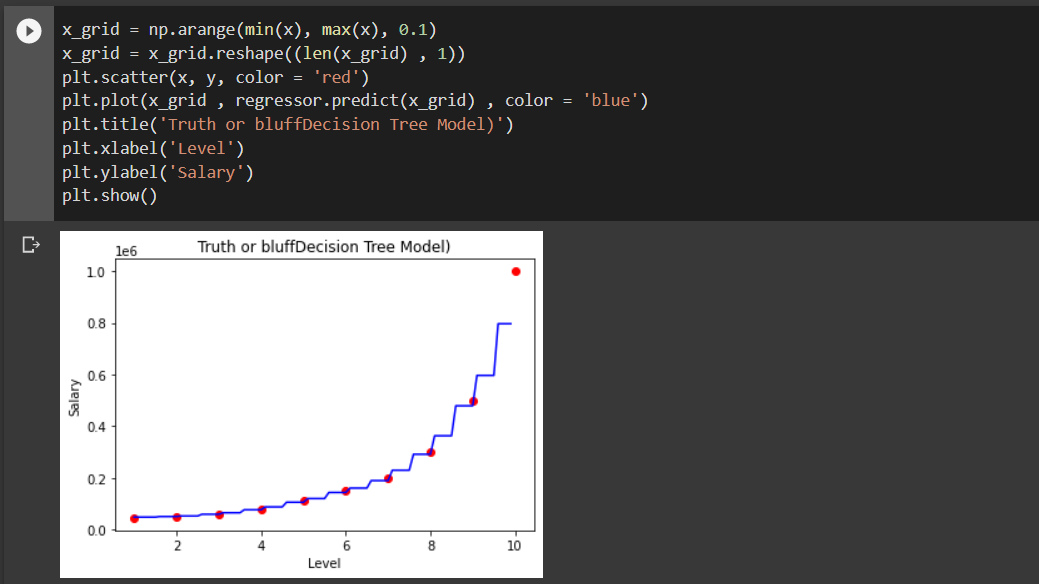 x_grid = np.arange(min(x), max(x), 0.1)
x_grid = x_grid.reshape((len(x_grid) , 1))
plt.scatter(x, y, color = 'red')
plt.plot(x_grid , regressor.predict(x_grid) , color = 'blue')
plt.title('Truth or bluffDecision Tree Model)')
plt.xlabel('Level')
plt.ylabel('Salary')
plt.show()
1e6
Truth or bluffDecision Tree Model)
1.0
0.8
0.6
0.4
0.2
0.0
Salary
2 4 6 8 10
Level